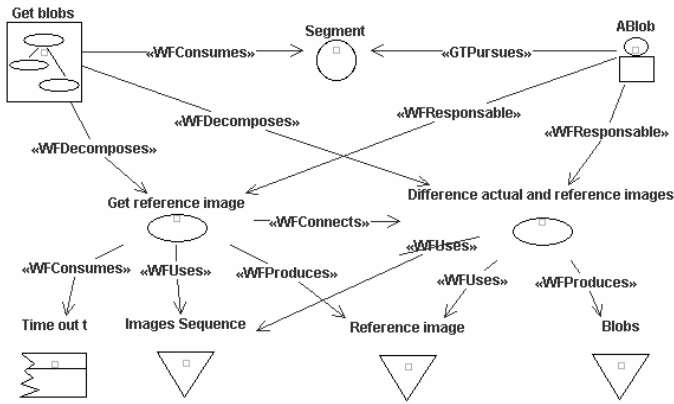 Get blobs
Segment
ABlob
«WFConsumes»
«GTPursues»
«WFDecomposes»
«WFResponsable»
«WFDecomposes»
«WFResponsable»
Get reference image
Difference actual and reference images
«WFConnects»
«WFUses»
«WFConsumes»
«WFUses»
«WFProduces»
«WFUses»
«WFProduces»
Time out t
Images Sequence
Reference image
Blobs